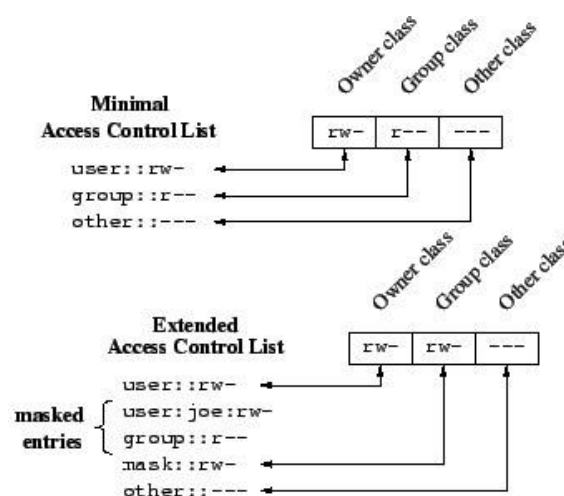 Owner class
Group class
Other class
Minimal
Access Control List
rw- r-- ---
user::rw-
group::r--
other::---
Owner class
Group class
Other class
Extended
Access Control List
rw- rw- ---
user::rw-
masked
entries
user:joe:rw-
group::r--
mask::rw-
other::---